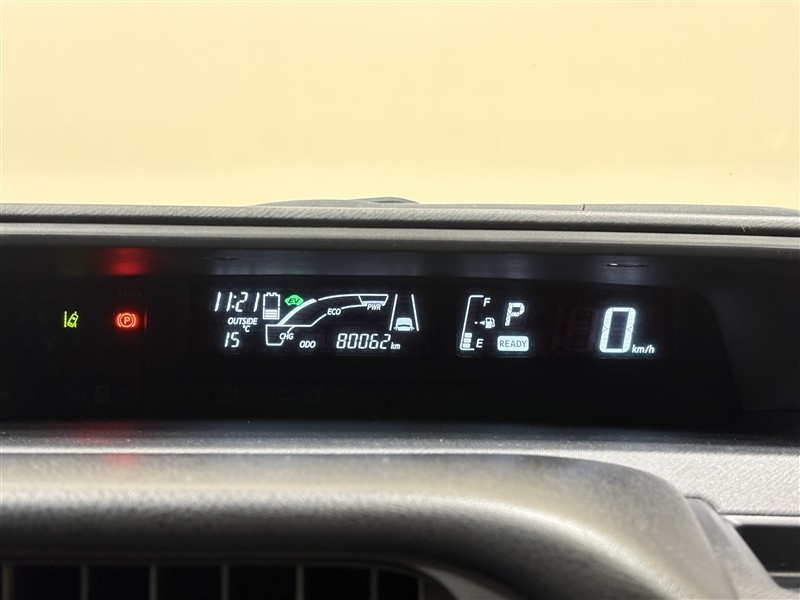 11:21
EV
ECO
PWR
OUTSIDE
15 °C
CHG
ODO 80062 km
F
E
P
READY
0 km/h
(P)